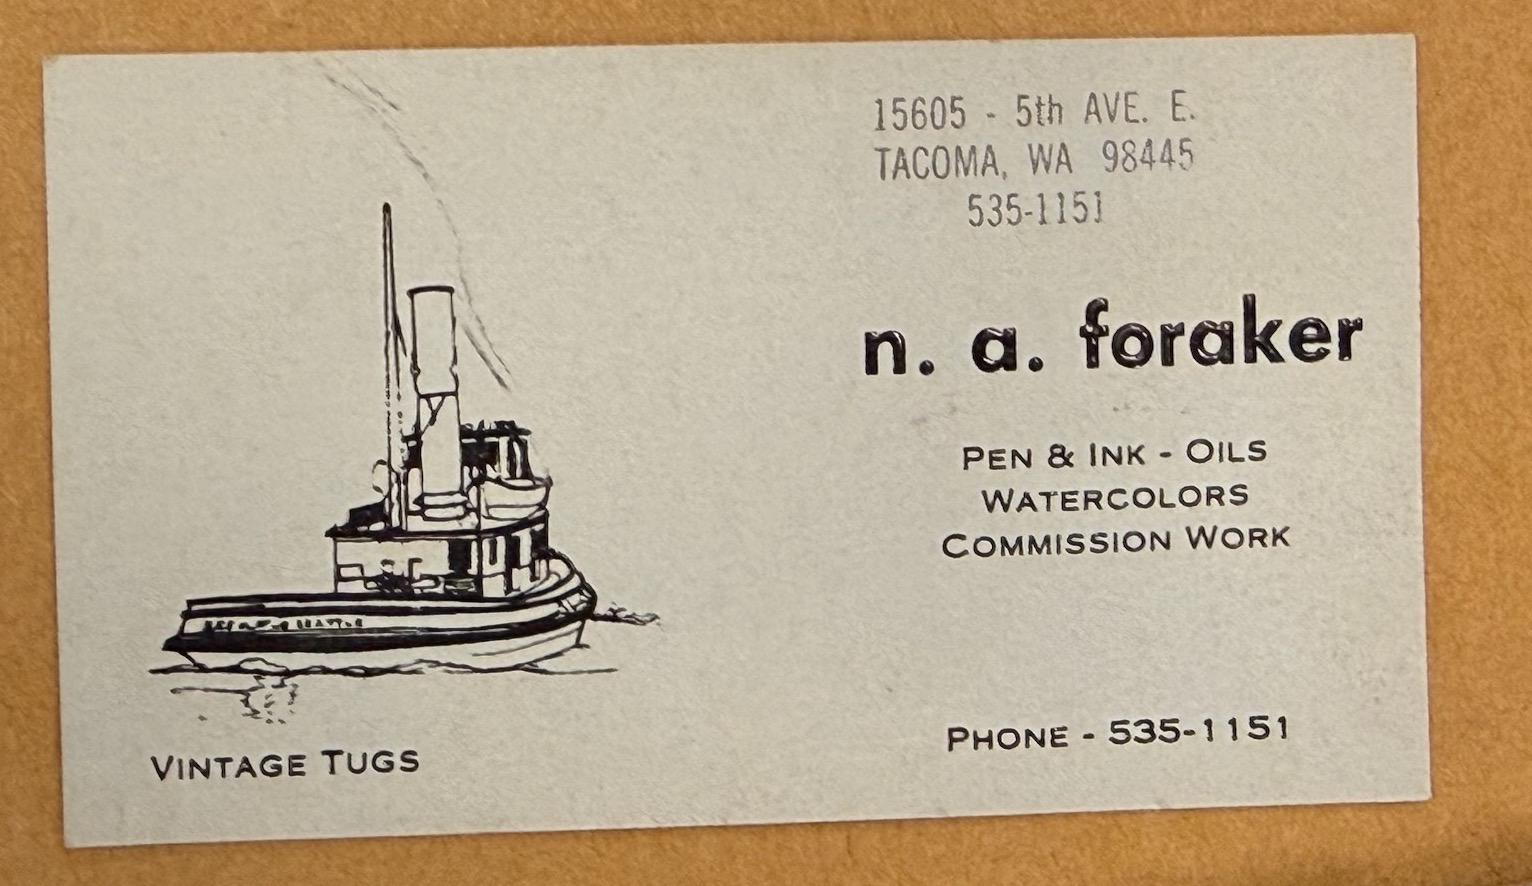 15605 - 5th AVE. E.
TACOMA, WA 98445
535-1151
n. a. foraker
PEN & INK - OILS
WATERCOLORS
COMMISSION WORK
PHONE - 535-1151
VINTAGE TUGS